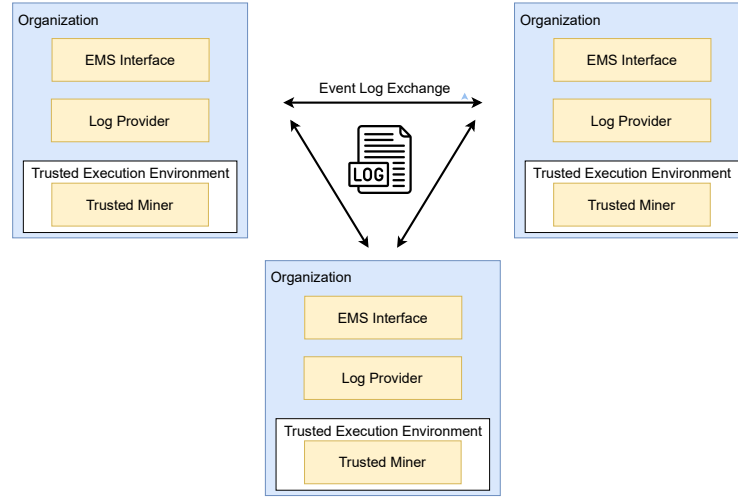 Organization
EMS Interface
Log Provider
Trusted Execution Environment
Trusted Miner
Event Log Exchange
LOG
Organization
EMS Interface
Log Provider
Trusted Execution Environment
Trusted Miner
Organization
EMS Interface
Log Provider
Trusted Execution Environment
Trusted Miner